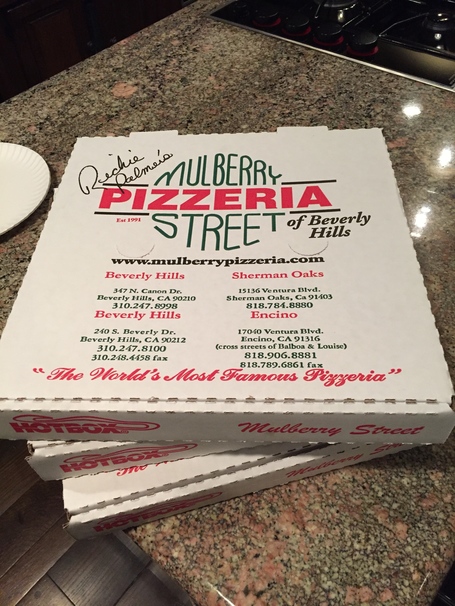 Richie
Palmer's
MULBERRY
PIZZERIA
Est 1991
STREET
of Beverly
Hills
www.mulberrypizzeria.com
Beverly Hills
347 N. Canon Dr.
Beverly Hills, CA 90210
310.247.8998
Beverly Hills
240 S. Beverly Dr.
Beverly Hills, CA 90212
310.247.8100
310.248.4458 fax
Sherman Oaks
15136 Ventura Blvd.
Sherman Oaks, Ca 91403
818.784.8880
Encino
17040 Ventura Blvd.
Encino, CA 91316
(cross streets of Balboa & Louise)
818.906.8881
818.789.6861 fax
"The World's Most Famous Pizzeria"
HOTBOX Mulberry Street
HOTBOX Mulberry Street
The
HOTBOX